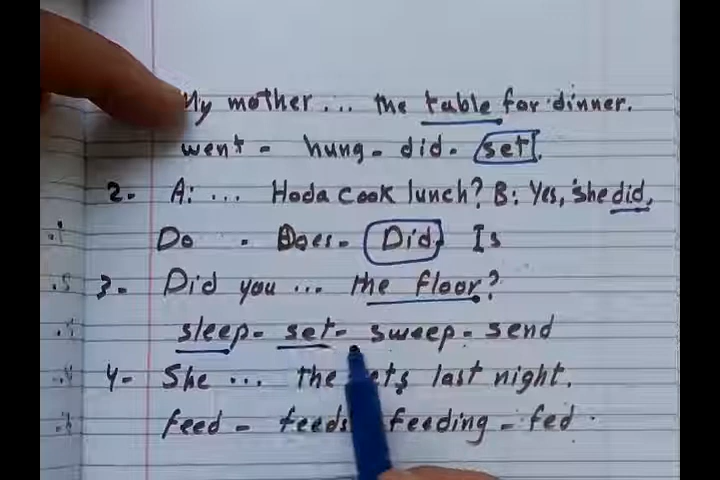 My mother... the table for dinner.
went - hung - did - set.
2- A: ... Hoda cook lunch? B: Yes, she did.
Do - Does - Did Is
3- Did you ... the floor?
sleep - set - sweep - send
4- She ... the last night.
feed - feeds feeding - fed